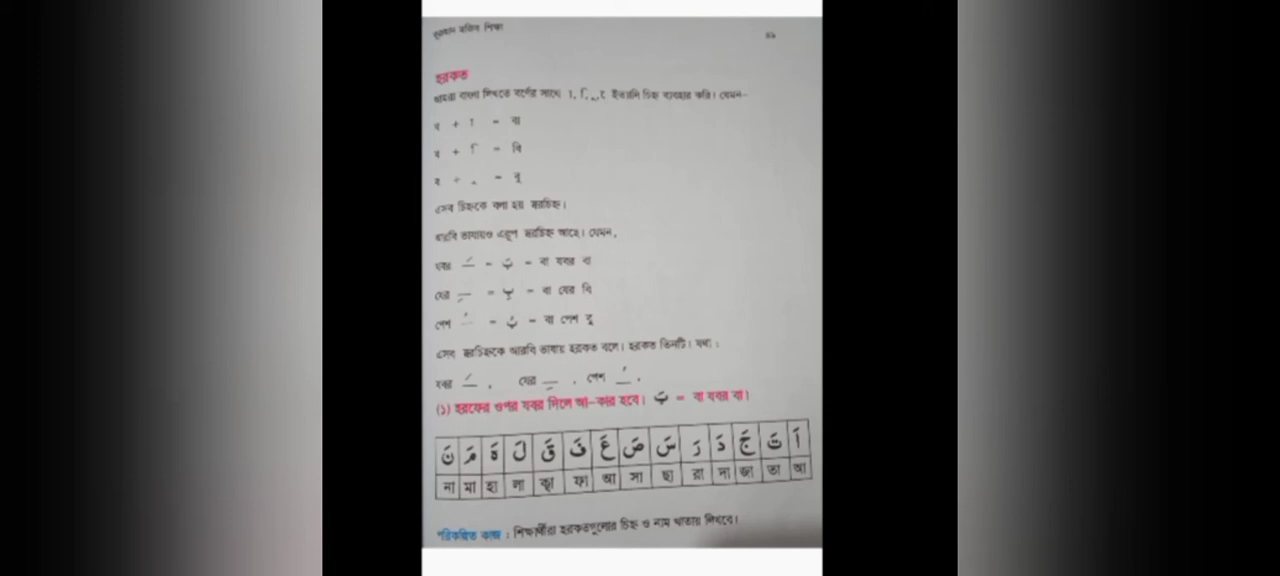 কুরআন মজিদ শিক্ষা
হরকত
আমরা বাংলা লিখতে বর্ণের সাথে া, ি, ু ইত্যাদি চিহ্ন ব্যবহার করি। যেমন-
ব + া = বা
ব + ি = বি
ব + ু = বু
এসব চিহ্নকে বলা হয় স্বরচিহ্ন।
আরবি ভাষায়ও এরূপ স্বরচিহ্ন আছে। যেমন,
যবর  َ = بَ = বা যবর বা
যের  ِ = بِ = বা যের বি
পেশ  ُ = بُ = বা পেশ বু
এসব স্বরচিহ্নকে আরবি ভাষায় হরকত বলে। হরকত তিনটি। যথা :
যবর  َ , যের  ِ , পেশ  ُ ,
(১) হরফের ওপর যবর দিলে আ-কার হবে। بَ = বা যবর বা।
نَ مَ هَ لَ قَ فَ عَ صَ سَ رَ دَ جَ تَ اَ
না মা হা লা ক্বা ফা আ সা ছা রা দা জা তা আ
পরিকল্পিত কাজ : শিক্ষার্থীরা হরকতগুলোর চিহ্ন ও নাম খাতায় লিখবে।